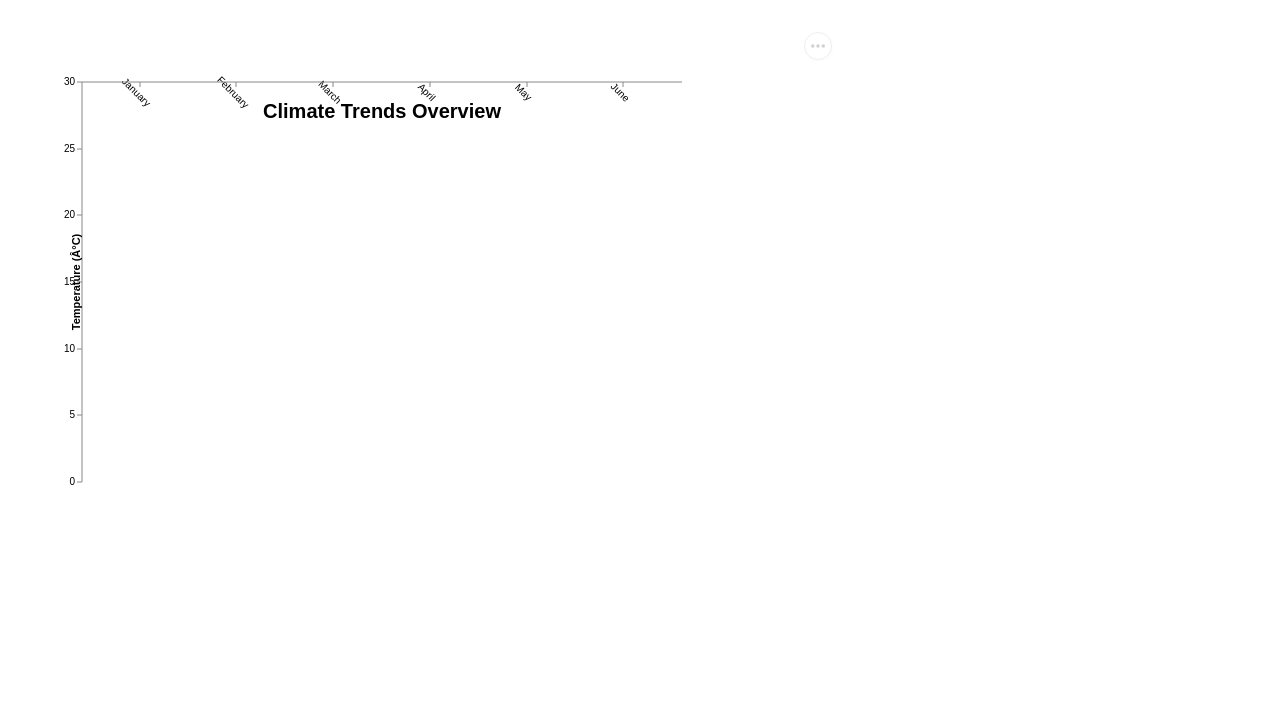 January
February
March
April
May
June
Climate Trends Overview
30
25
20
15
10
5
0
Temperature (Â°C)